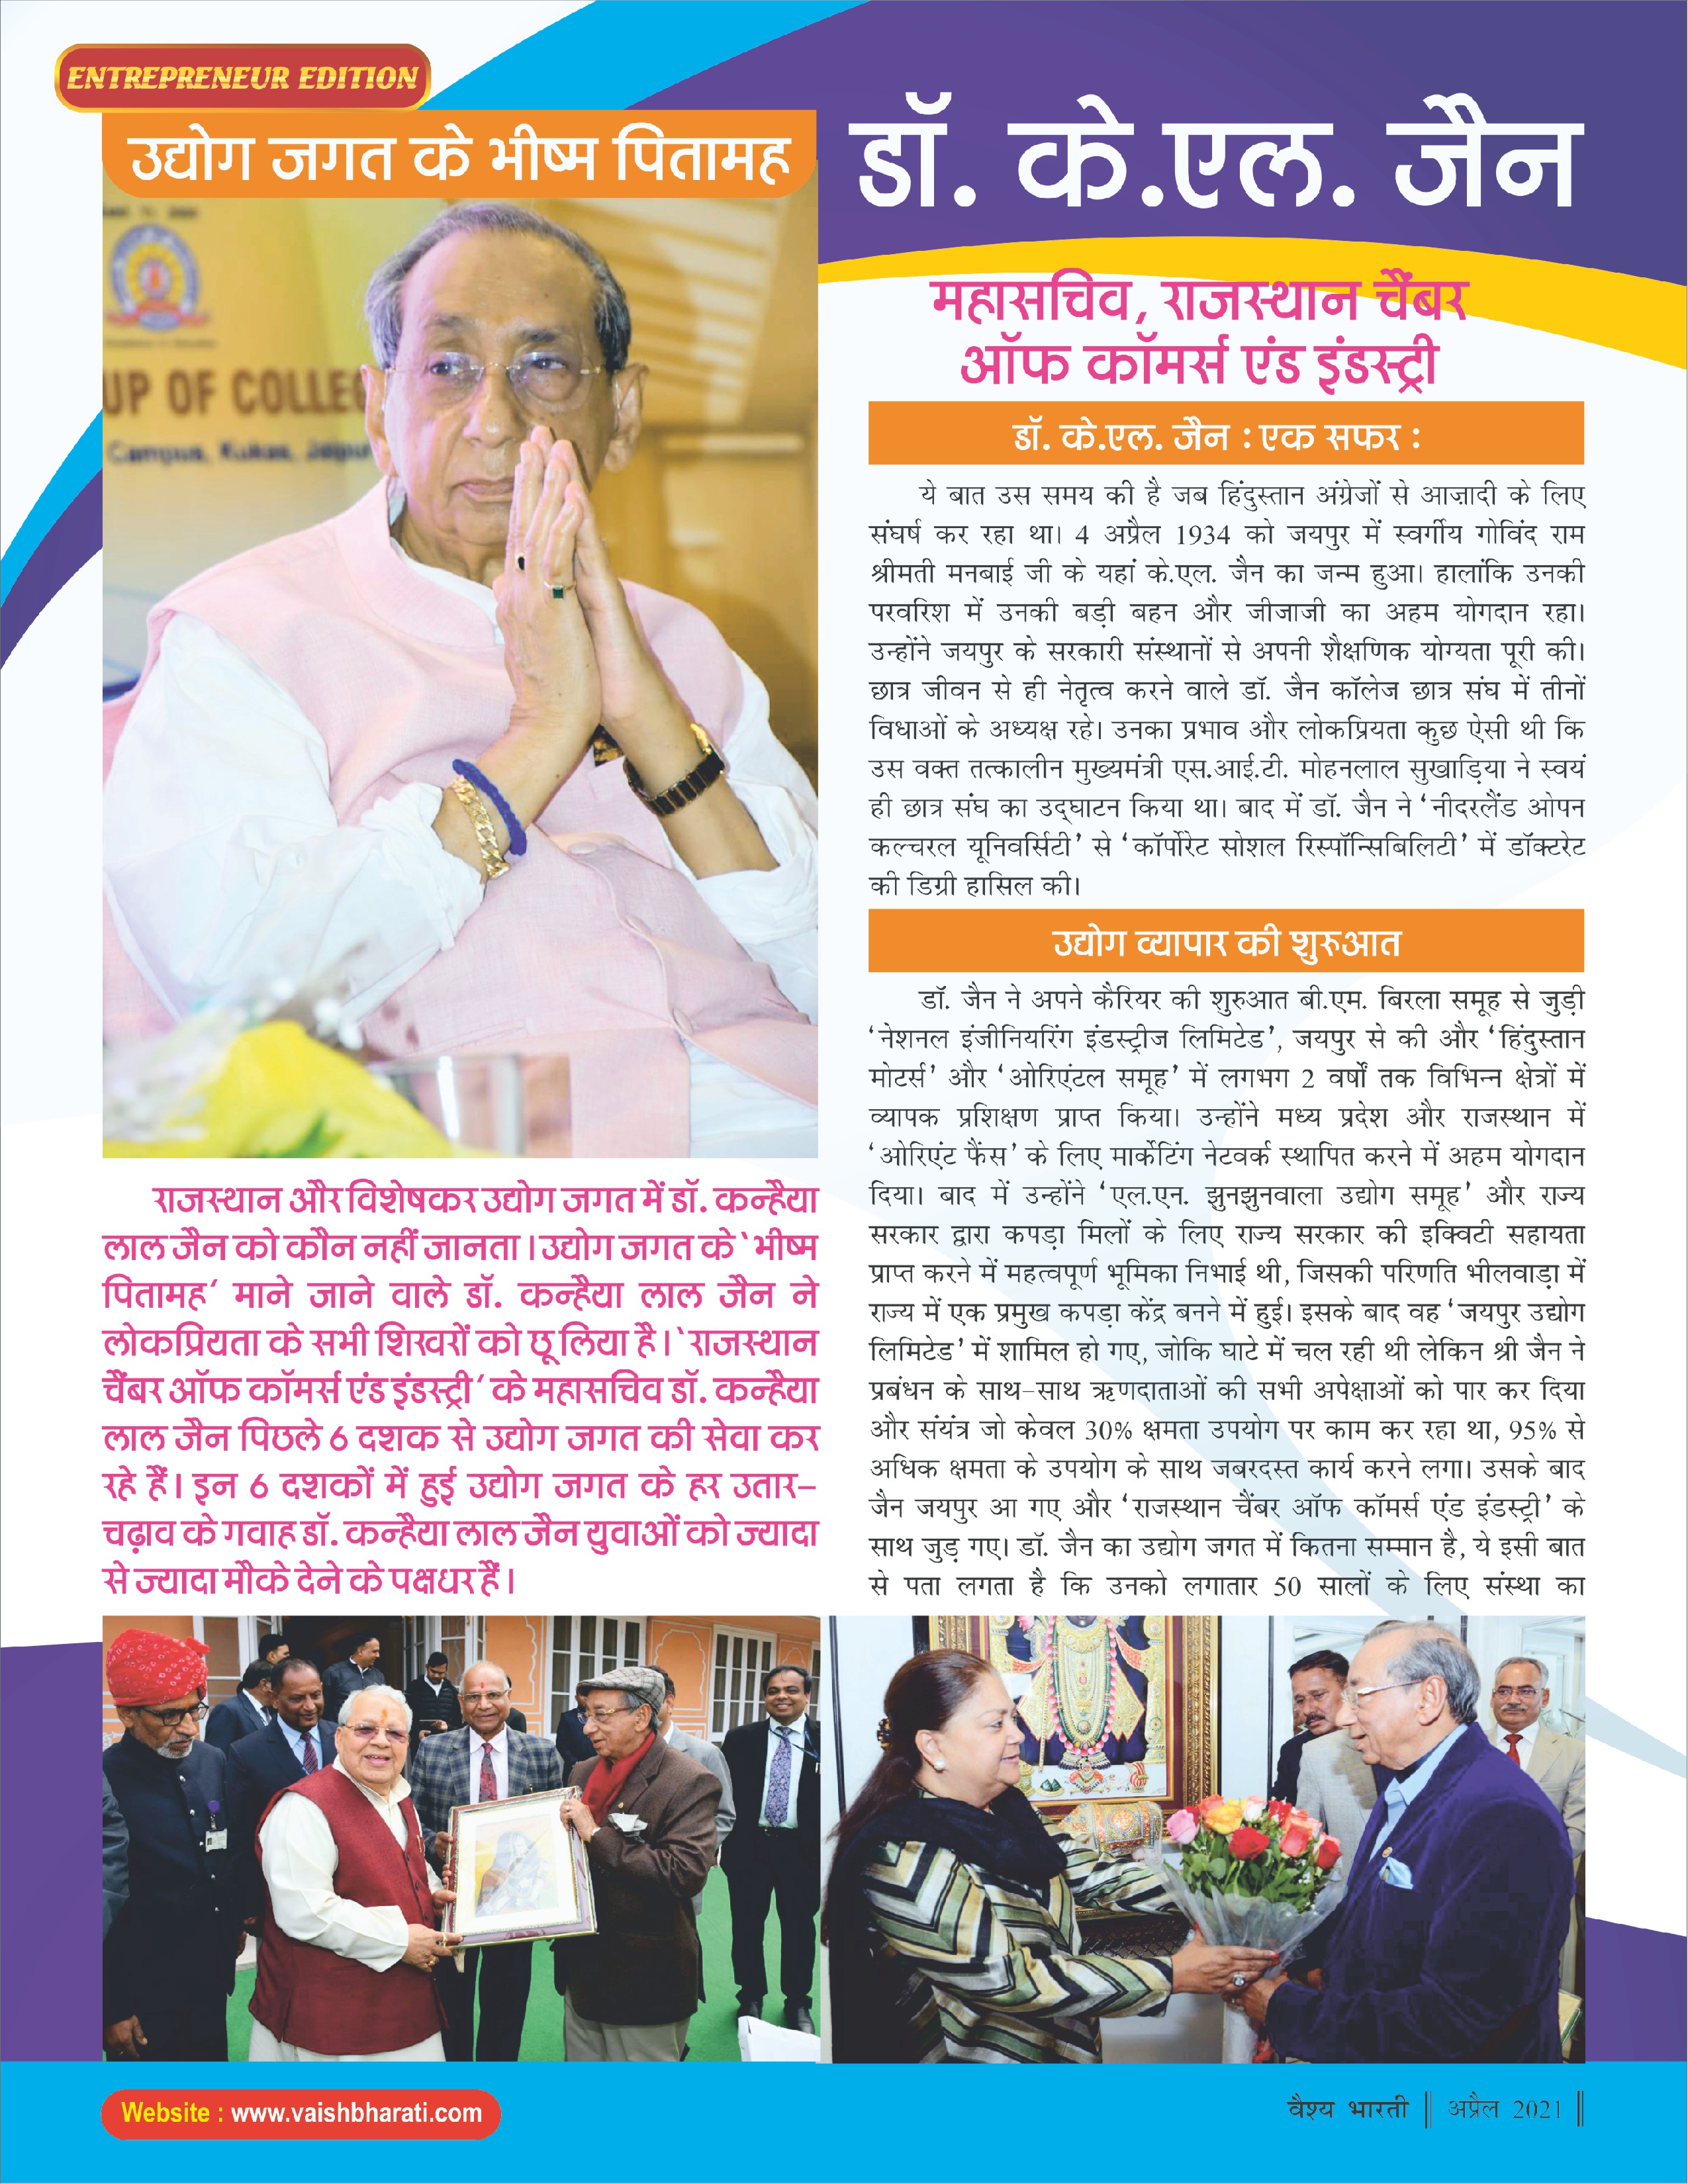 ENTREPRENEUR EDITION
उद्योग जगत के भीष्म पितामह
डॉ. के.एल. जैन
UP OF COLLEG
Campus, Kukas, Jaipur
महासचिव, राजस्थान चैंबर
ऑफ कॉमर्स एंड इंडस्ट्री
डॉ. के.एल. जैन : एक सफर :
ये बात उस समय की है जब हिंदुस्तान अंग्रेजों से आज़ादी के लिए
संघर्ष कर रहा था। 4 अप्रैल 1934 को जयपुर में स्वर्गीय गोविंद राम
श्रीमती मनबाई जी के यहां के.एल. जैन का जन्म हुआ। हालांकि उनकी
परवरिश में उनकी बड़ी बहन और जीजाजी का अहम योगदान रहा।
उन्होंने जयपुर के सरकारी संस्थानों से अपनी शैक्षणिक योग्यता पूरी की।
छात्र जीवन से ही नेतृत्व करने वाले डॉ. जैन कॉलेज छात्र संघ में तीनों
विधाओं के अध्यक्ष रहे। उनका प्रभाव और लोकप्रियता कुछ ऐसी थी कि
उस वक्त तत्कालीन मुख्यमंत्री एस.आई.टी. मोहनलाल सुखाड़िया ने स्वयं
ही छात्र संघ का उद्‌घाटन किया था। बाद में डॉ. जैन ने ‘नीदरलैंड ओपन
कल्चरल यूनिवर्सिटी’ से ‘कॉर्पोरेट सोशल रिस्पॉन्सिबिलिटी’ में डॉक्टरेट
की डिग्री हासिल की।
उद्योग व्यापार की शुरुआत
डॉ. जैन ने अपने कैरियर की शुरुआत बी.एम. बिरला समूह से जुड़ी
‘नेशनल इंजीनियरिंग इंडस्ट्रीज लिमिटेड’, जयपुर से की और ‘हिंदुस्तान
मोटर्स’ और ‘ओरिएंटल समूह’ में लगभग 2 वर्षों तक विभिन्न क्षेत्रों में
व्यापक प्रशिक्षण प्राप्त किया। उन्होंने मध्य प्रदेश और राजस्थान में
‘ओरिएंट फैंस’ के लिए मार्केटिंग नेटवर्क स्थापित करने में अहम योगदान
दिया। बाद में उन्होंने ‘एल.एन. झुनझुनवाला उद्योग समूह’ और राज्य
सरकार द्वारा कपड़ा मिलों के लिए राज्य सरकार की इक्विटी सहायता
प्राप्त करने में महत्वपूर्ण भूमिका निभाई थी, जिसकी परिणति भीलवाड़ा में
राज्य में एक प्रमुख कपड़ा केंद्र बनने में हुई। इसके बाद वह ‘जयपुर उद्योग
लिमिटेड’ में शामिल हो गए, जोकि घाटे में चल रही थी लेकिन श्री जैन ने
प्रबंधन के साथ-साथ ऋणदाताओं की सभी अपेक्षाओं को पार कर दिया
और संयंत्र जो केवल 30% क्षमता उपयोग पर काम कर रहा था, 95% से
अधिक क्षमता के उपयोग के साथ जबरदस्त कार्य करने लगा। उसके बाद
जैन जयपुर आ गए और ‘राजस्थान चैंबर ऑफ कॉमर्स एंड इंडस्ट्री’ के
साथ जुड़ गए। डॉ. जैन का उद्योग जगत में कितना सम्मान है, ये इसी बात
से पता लगता है कि उनको लगातार 50 सालों के लिए संस्था का
राजस्थान और विशेषकर उद्योग जगत में डॉ. कन्हैया
लाल जैन को कौन नहीं जानता। उद्योग जगत के ‘भीष्म
पितामह’ माने जाने वाले डॉ. कन्हैया लाल जैन ने
लोकप्रियता के सभी शिखरों को छू लिया है। ‘राजस्थान
चैंबर ऑफ कॉमर्स एंड इंडस्ट्री’ के महासचिव डॉ. कन्हैया
लाल जैन पिछले 6 दशक से उद्योग जगत की सेवा कर
रहे हैं। इन 6 दशकों में हुई उद्योग जगत के हर उतार-
चढ़ाव के गवाह डॉ. कन्हैया लाल जैन युवाओं को ज्यादा
से ज्यादा मौके देने के पक्षधर हैं।
Website : www.vaishbharati.com
वैश्य भारती || अप्रैल 2021 ||